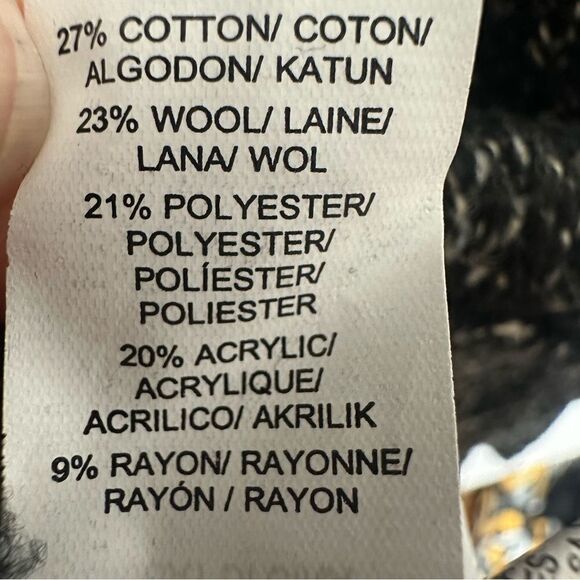 27% COTTON/ COTON/
ALGODON/ KATUN
23% WOOL/ LAINE/
LANA/ WOL
21% POLYESTER/
POLYESTER/
POLÍESTER/
POLIESTER
20% ACRYLIC/
ACRYLIQUE/
ACRILICO/ AKRILIK
9% RAYON/ RAYONNE/
RAYÓN / RAYON